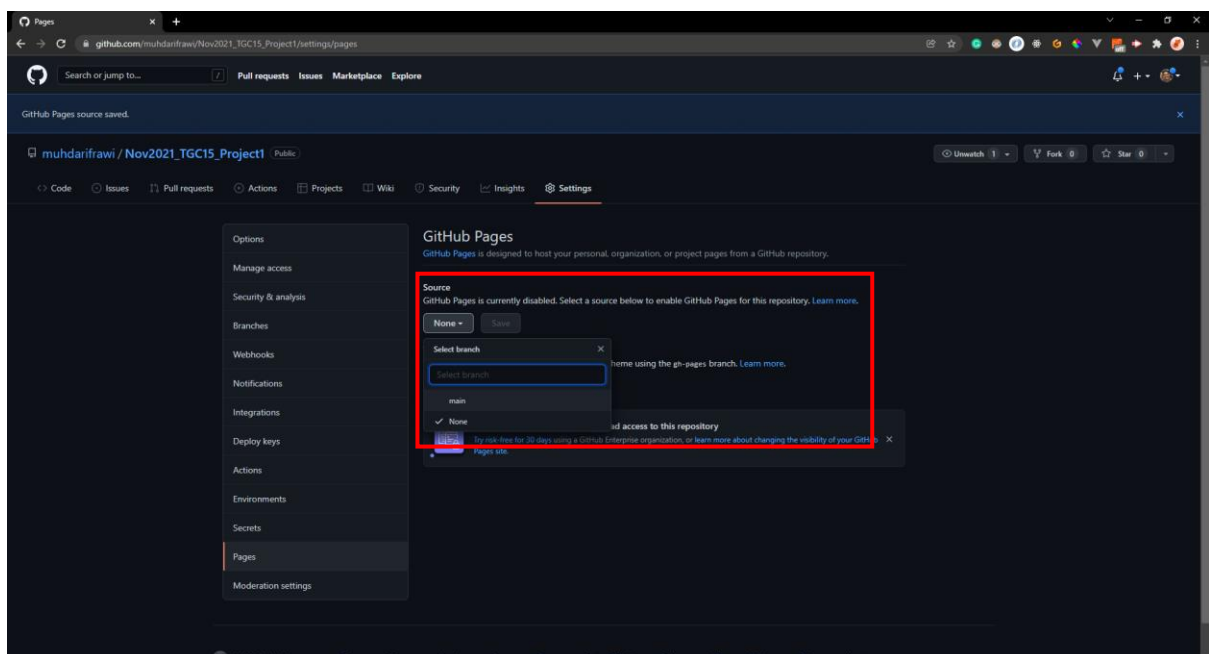 Pages
github.com/muhdarifrawi/Nov2021_TGC15_Project1/settings/pages
Search or jump to... / Pull requests Issues Marketplace Explore
GitHub Pages source saved.
muhdarifrawi / Nov2021_TGC15_Project1 Public
Unwatch 1 Fork 0 Star 0
Code Issues Pull requests Actions Projects Wiki Security Insights Settings
Options
Manage access
Security & analysis
Branches
Webhooks
Notifications
Integrations
Deploy keys
Actions
Environments
Secrets
Pages
Moderation settings
GitHub Pages
GitHub Pages is designed to host your personal, organization, or project pages from a GitHub repository.
Source
GitHub Pages is currently disabled. Select a source below to enable GitHub Pages for this repository. Learn more.
None Save
Select branch
heme using the gh-pages branch. Learn more.
Select branch
main
None
ad access to this repository
Try risk-free for 30 days using a GitHub Enterprise organization, or learn more about changing the visibility of your GitHub
Pages site.